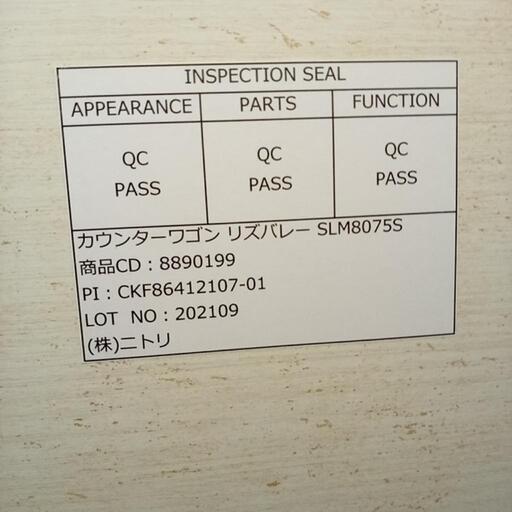 INSPECTION SEAL
APPEARANCE PARTS FUNCTION
QC PASS QC PASS QC PASS
カウンターワゴン リズバレー SLM8075S
商品CD：8890199
PI：CKF86412107-01
LOT NO：202109
(株)ニトリ